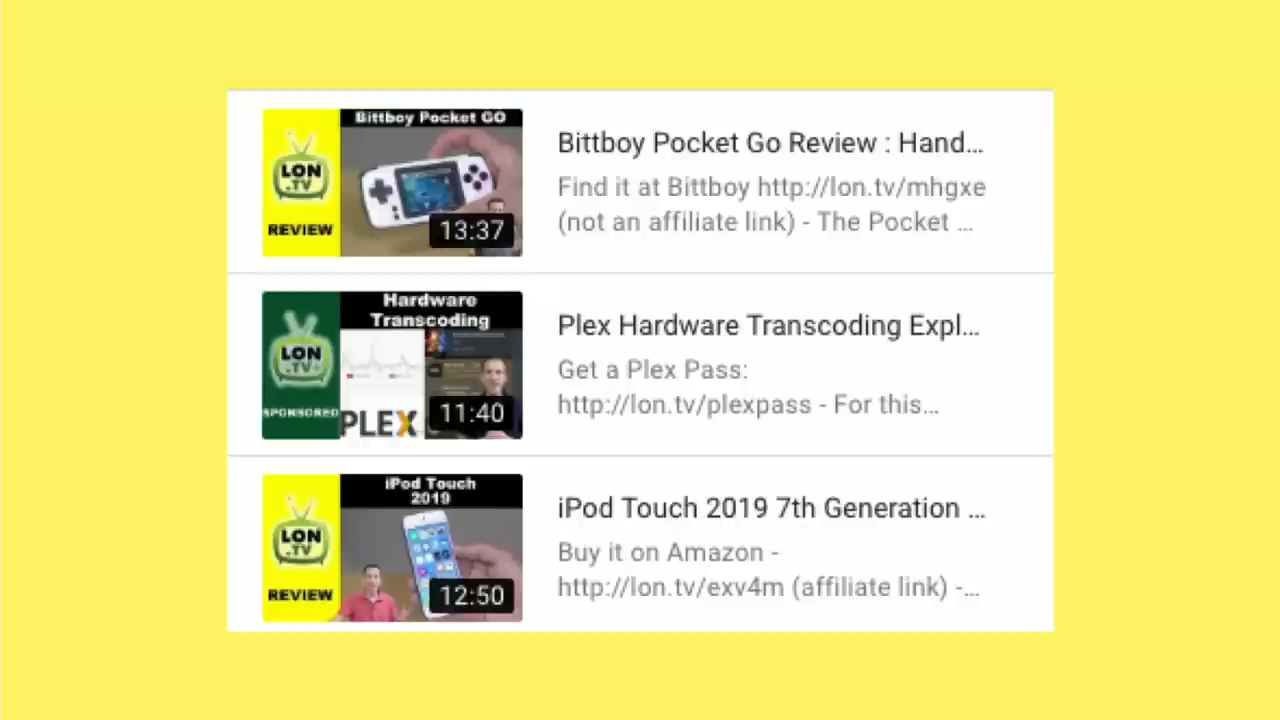 Bittboy Pocket GO
LON
.TV
REVIEW
13:37
Bittboy Pocket Go Review : Hand…
Find it at Bittboy http://lon.tv/mhgxe
(not an affiliate link) - The Pocket …
Hardware
Transcoding
LON
.TV
SPONSORED
PLEX
11:40
Plex Hardware Transcoding Expl…
Get a Plex Pass:
http://lon.tv/plexpass - For this…
iPod Touch
2019
LON
.TV
REVIEW
12:50
iPod Touch 2019 7th Generation …
Buy it on Amazon -
http://lon.tv/exv4m (affiliate link) -…